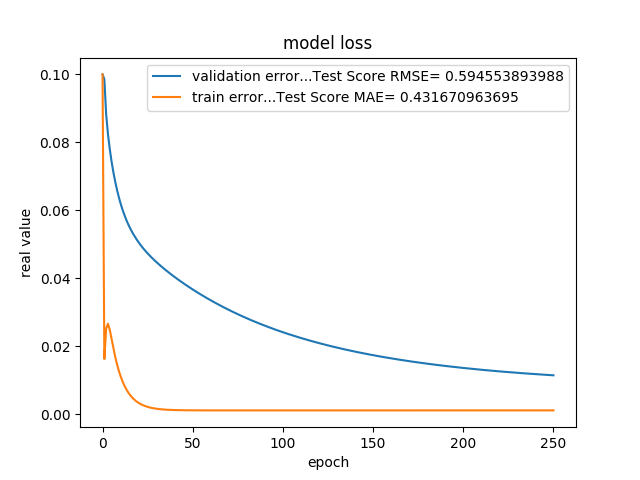 model loss
validation error...Test Score RMSE= 0.594553893988
train error...Test Score MAE= 0.431670963695
real value
0.10
0.08
0.06
0.04
0.02
0.00
0 50 100 150 200 250
epoch